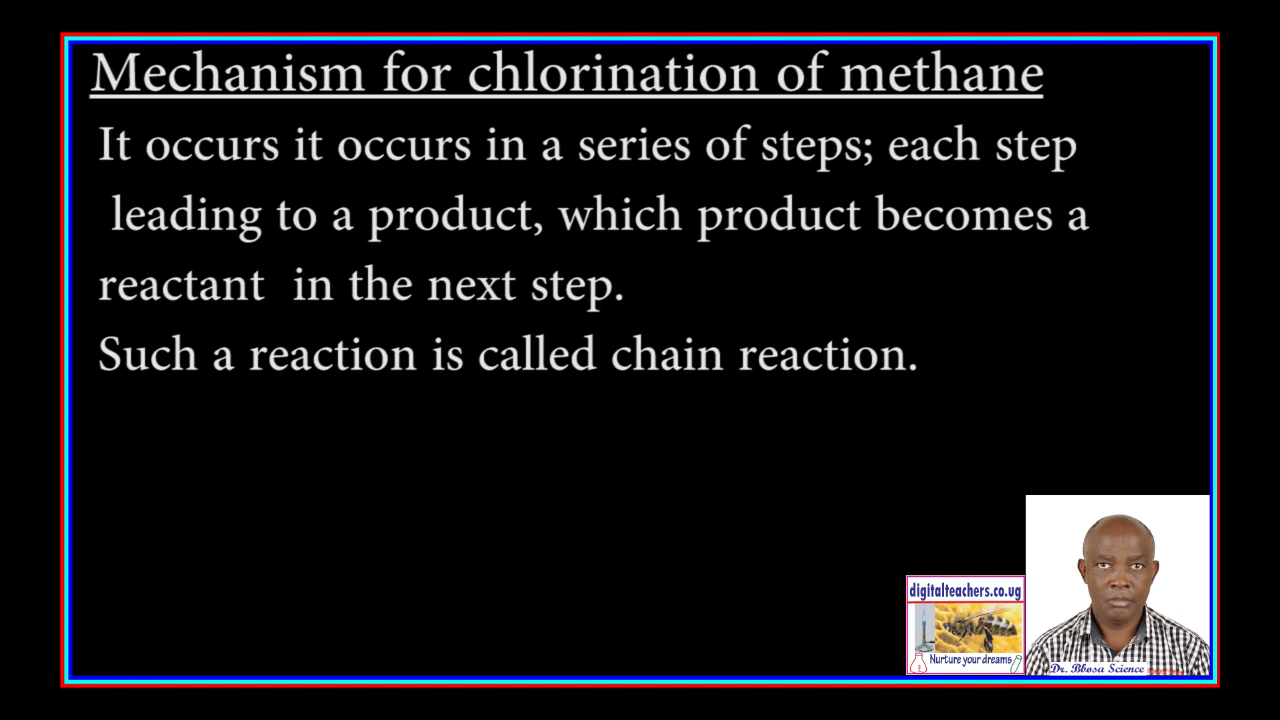 Mechanism for chlorination of methane
It occurs it occurs in a series of steps; each step
leading to a product, which product becomes a
reactant in the next step.
Such a reaction is called chain reaction.
digitalteachers.co.ug
Nurture your dreams
Dr. Bbosa Science